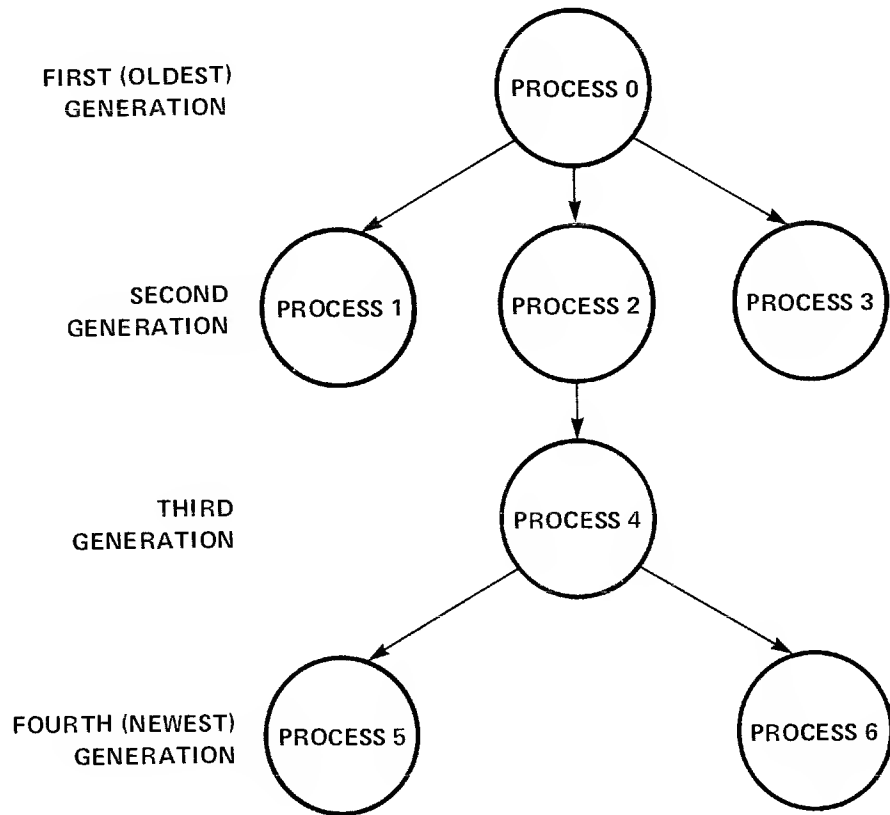 FIRST (OLDEST)
GENERATION
PROCESS 0
SECOND
GENERATION
PROCESS 1
PROCESS 2
PROCESS 3
THIRD
GENERATION
PROCESS 4
FOURTH (NEWEST)
GENERATION
PROCESS 5
PROCESS 6